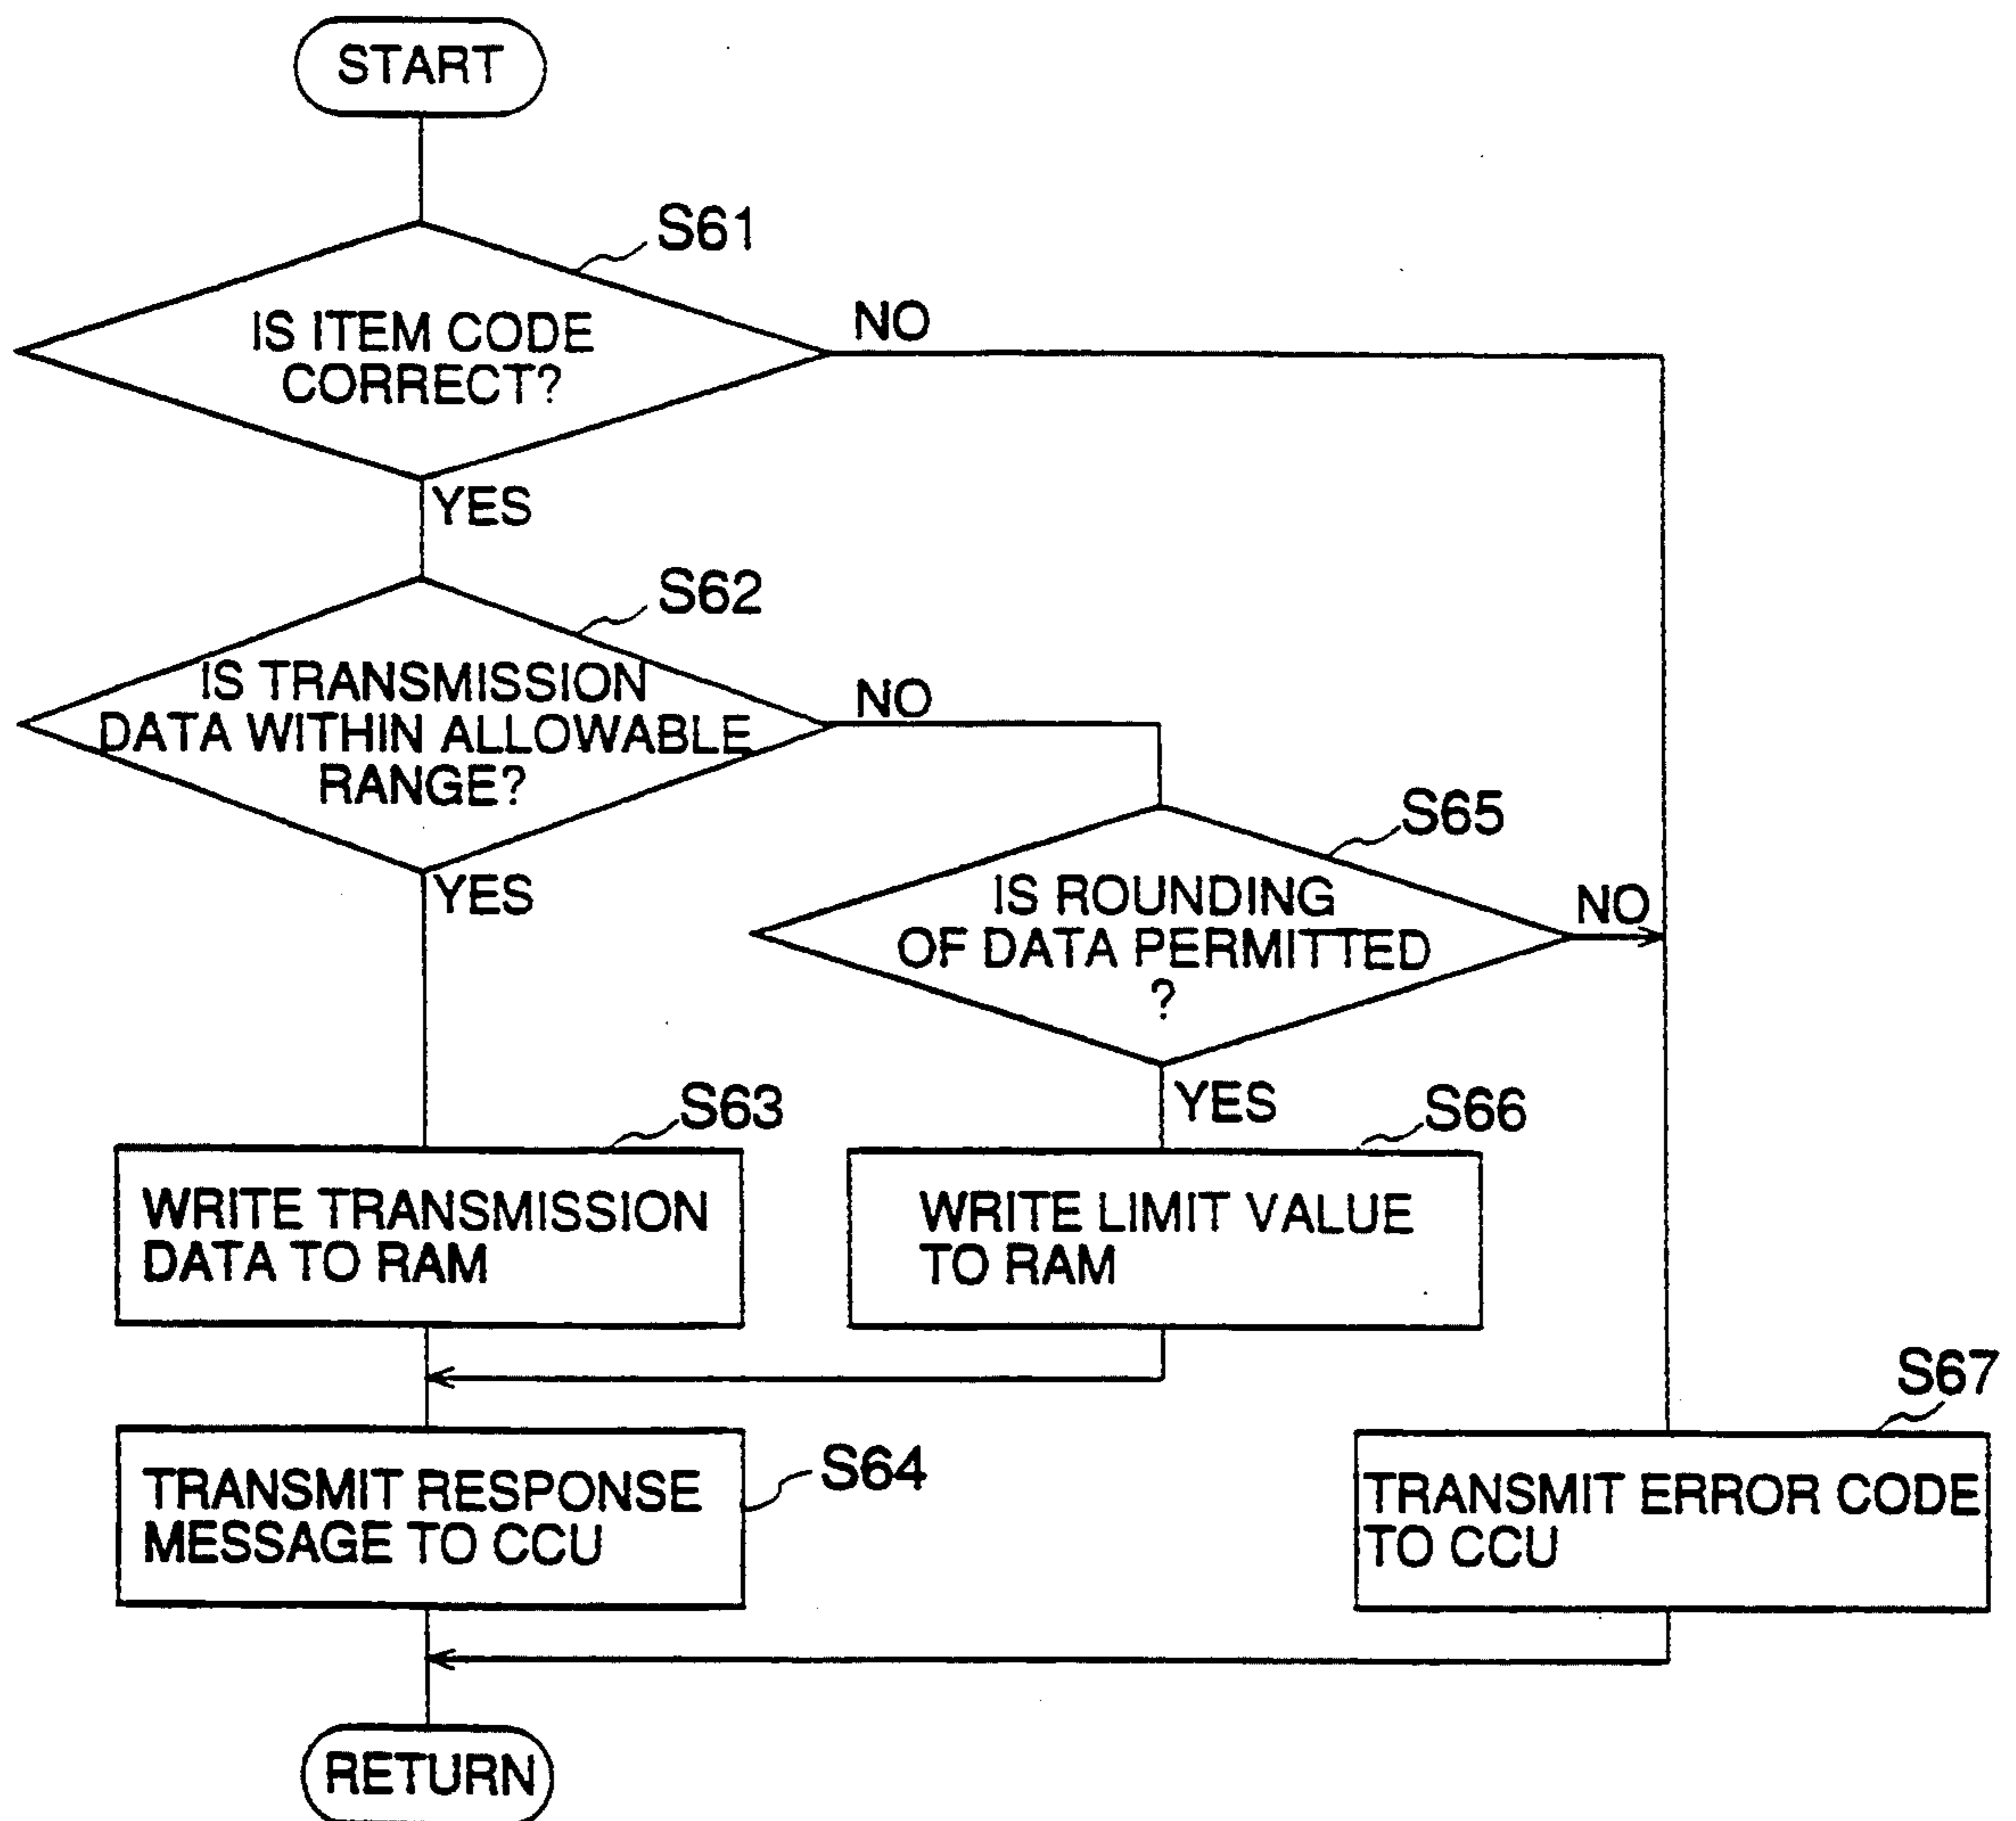 START
S61
IS ITEM CODE
CORRECT?
NO
YES
S62
IS TRANSMISSION
DATA WITHIN ALLOWABLE
RANGE?
NO
YES
S65
IS ROUNDING
OF DATA PERMITTED
?
NO
YES
S63
WRITE TRANSMISSION
DATA TO RAM
S66
WRITE LIMIT VALUE
TO RAM
S64
TRANSMIT RESPONSE
MESSAGE TO CCU
S67
TRANSMIT ERROR CODE
TO CCU
RETURN